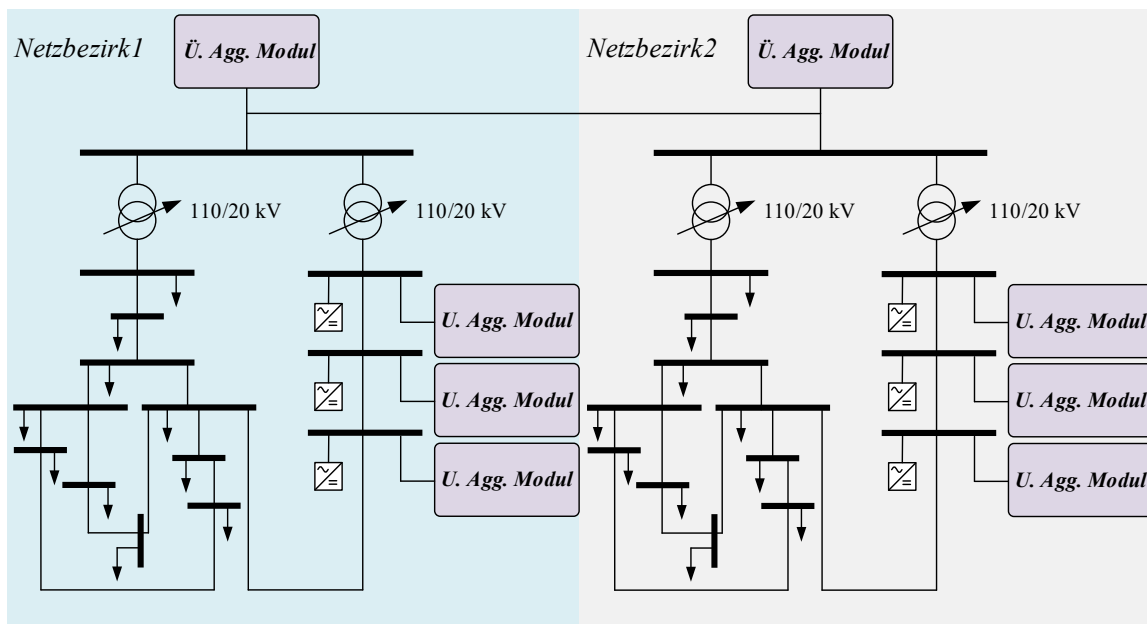 Netzbezirk1
Ü. Agg. Modul
Netzbezirk2
Ü. Agg. Modul
110/20 kV
110/20 kV
110/20 kV
110/20 kV
U. Agg. Modul
U. Agg. Modul
U. Agg. Modul
U. Agg. Modul
U. Agg. Modul
U. Agg. Modul